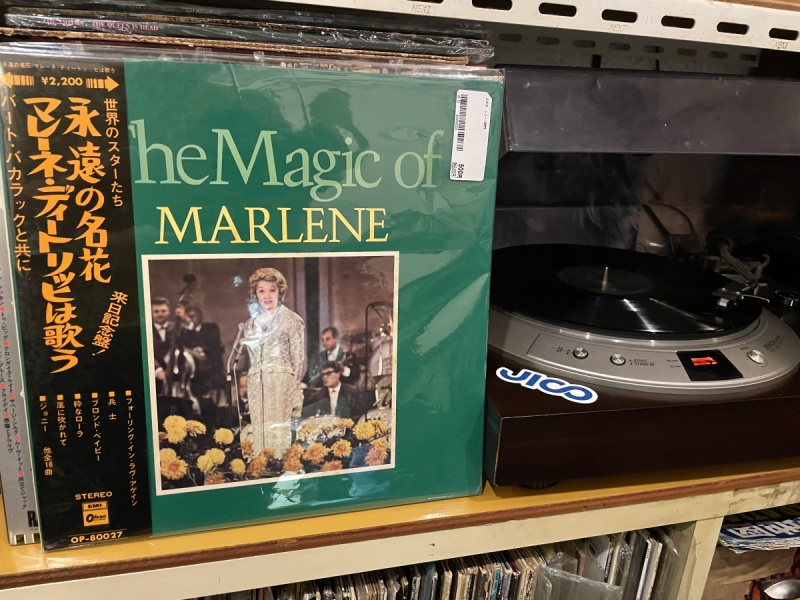 THE QUEEN IS DEAD
¥2,200
世界のスターたち
永遠の名花
マレーネ・ディートリッヒは歌う
バート・バカラックと共に
来日記念盤!
■フォーリング・イン・ラヴ・アゲイン
■兵士
■ブロンド・ベイビー
■粋なローラ
■風に吹かれて
■ジョニー 他全16曲
STEREO
EMI
Odeon
OP-80027
The Magic of
MARLENE
JICO